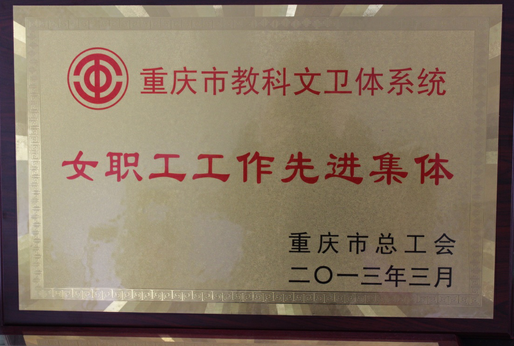 重庆市教科文卫体系统
女职工工作先进集体
重庆市总工会
二〇一三年三月